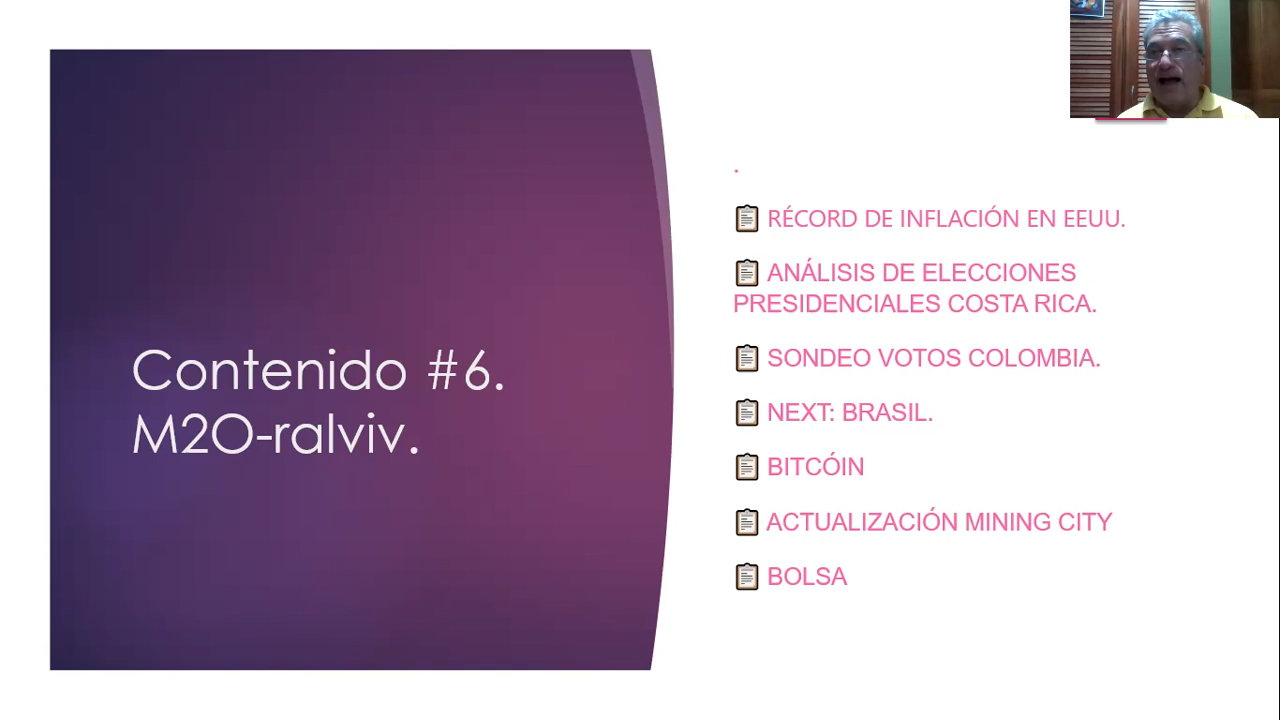 Contenido #6.
M2O-ralviv.
.
📋 RÉCORD DE INFLACIÓN EN EEUU.
📋 ANÁLISIS DE ELECCIONES
PRESIDENCIALES COSTA RICA.
📋 SONDEO VOTOS COLOMBIA.
📋 NEXT: BRASIL.
📋 BITCÓIN
📋 ACTUALIZACIÓN MINING CITY
📋 BOLSA